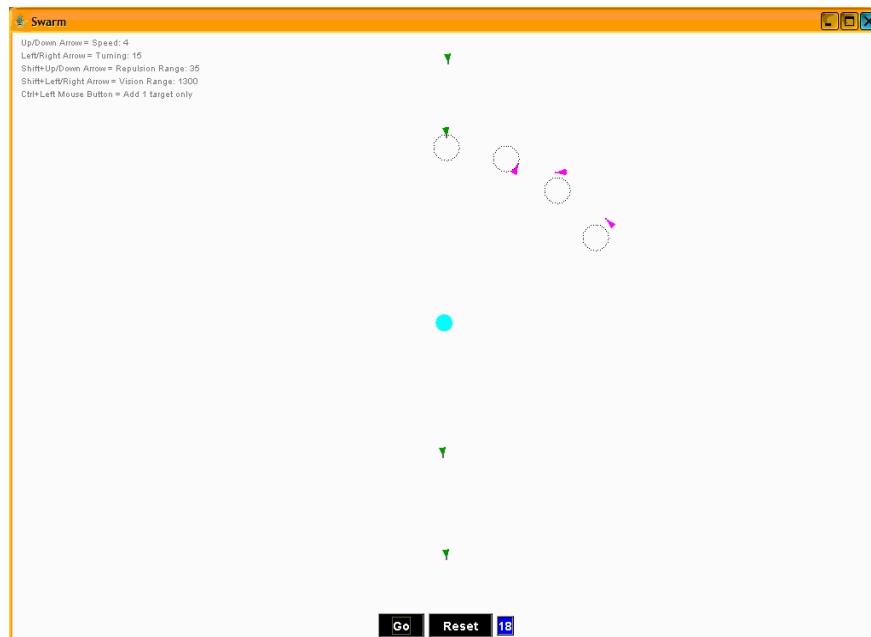 Swarm
Up/Down Arrow = Speed: 4
Left/Right Arrow = Turning: 15
Shift+Up/Down Arrow = Repulsion Range: 35
Shift+Left/Right Arrow = Vision Range: 1300
Ctrl+Left Mouse Button = Add 1 target only
Go Reset 18